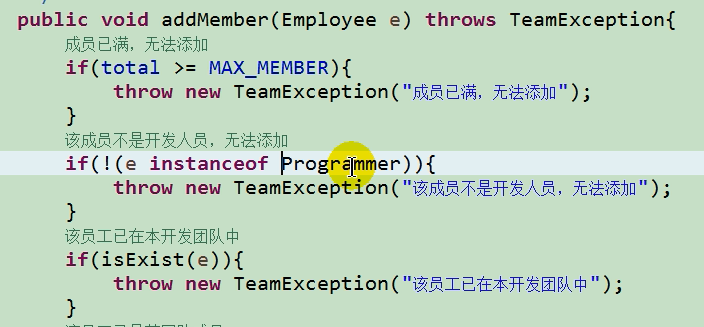 public void addMember(Employee e) throws TeamException{
成员已满，无法添加
if(total >= MAX_MEMBER){
throw new TeamException("成员已满，无法添加");
}
该成员不是开发人员，无法添加
if(!(e instanceof Programmer)){
throw new TeamException("该成员不是开发人员，无法添加");
}
该员工已在本开发团队中
if(isExist(e)){
throw new TeamException("该员工已在本开发团队中");
}